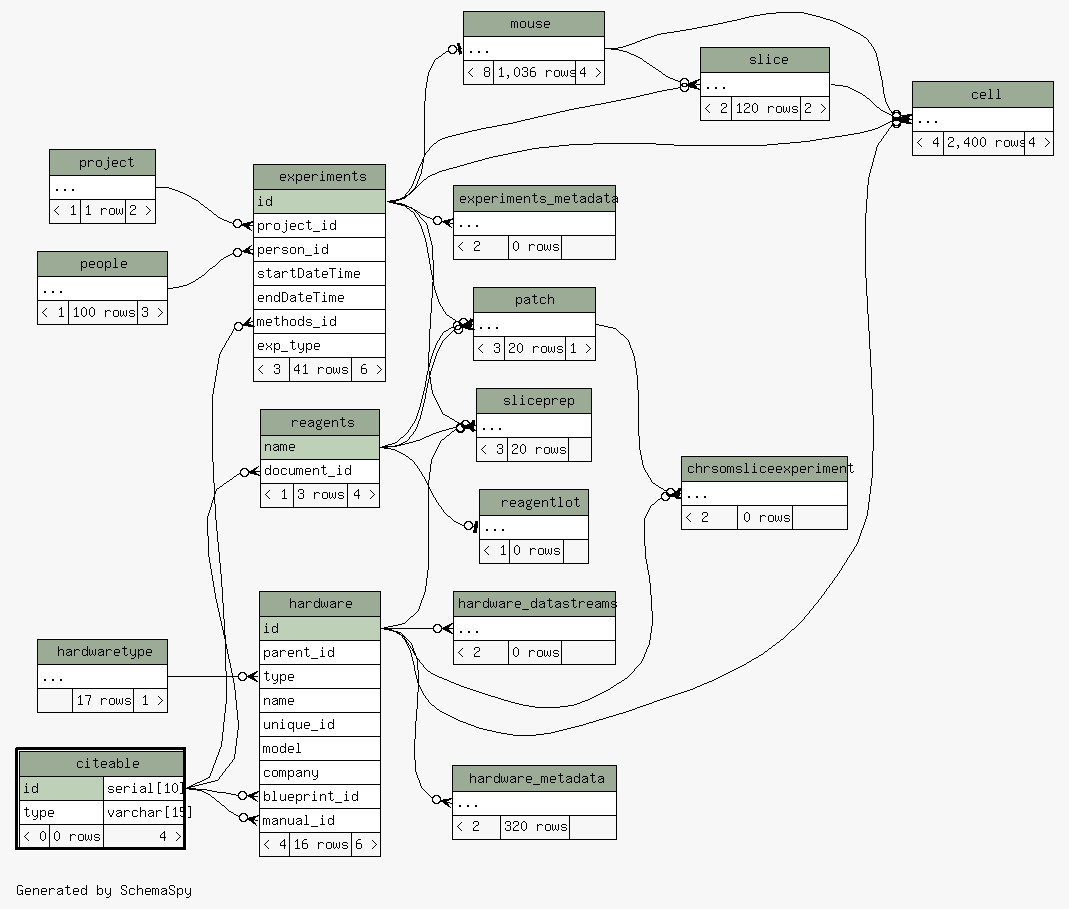 mouse
...
< 8 1,036 rows 4 >
slice
...
< 2 120 rows 2 >
cell
...
< 4 2,400 rows 4 >
project
...
< 1 1 row 2 >
people
...
< 1 100 rows 3 >
experiments
id
project_id
person_id
startDateTime
endDateTime
methods_id
exp_type
< 3 41 rows 6 >
experiments_metadata
...
< 2 0 rows
patch
...
< 3 20 rows 1 >
reagents
name
document_id
< 1 3 rows 4 >
sliceprep
...
< 3 20 rows
reagentlot
...
< 1 0 rows
chrsomsliceexperiment
...
< 2 0 rows
hardware
id
parent_id
type
name
unique_id
model
company
blueprint_id
manual_id
< 4 16 rows 6 >
hardware_datastreams
...
< 2 0 rows
hardwaretype
...
17 rows 1 >
citeable
id serial[10]
type varchar[15]
< 0 0 rows 4 >
hardware_metadata
...
< 2 320 rows
Generated by SchemaSpy